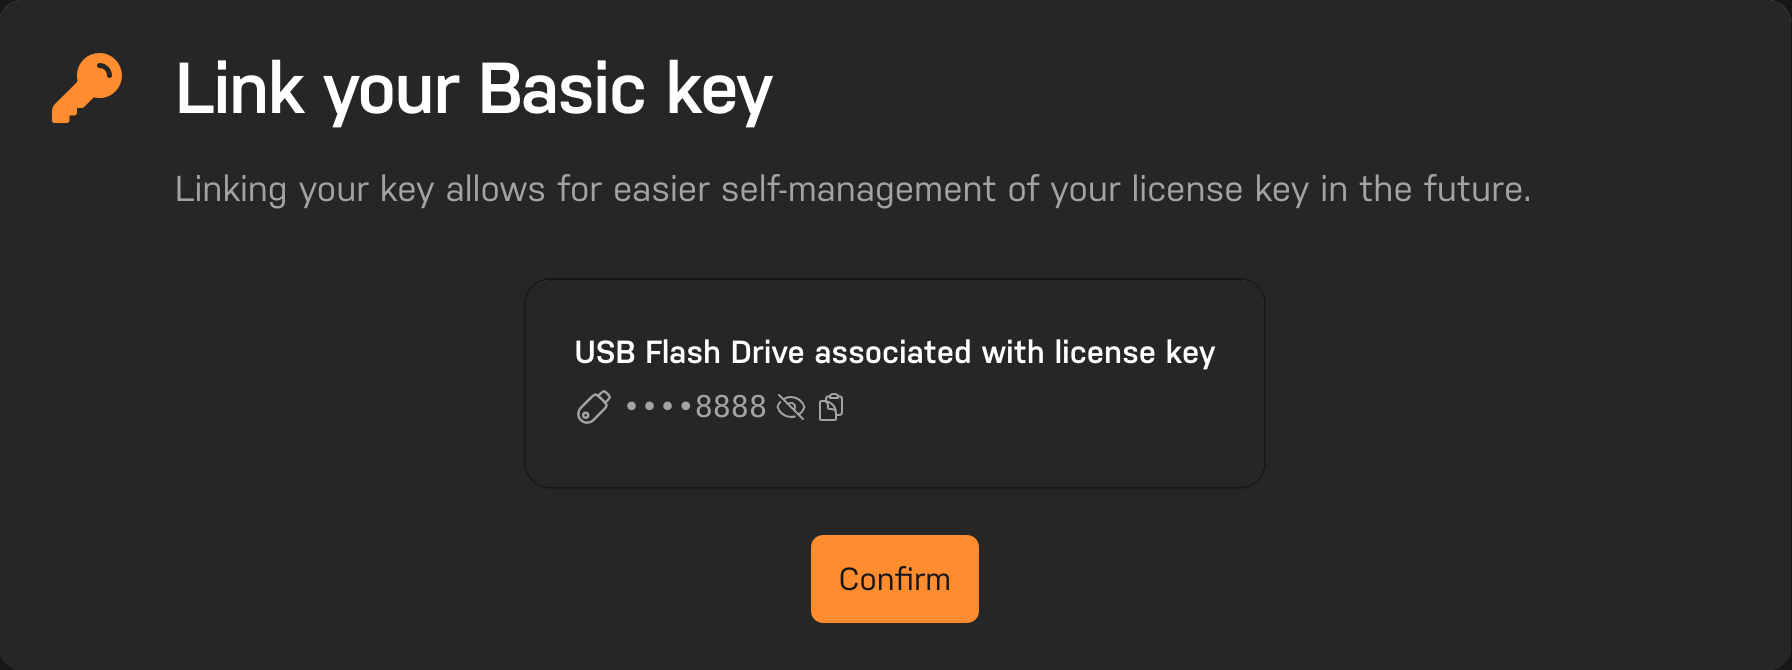 Link your Basic key
Linking your key allows for easier self-management of your license key in the future.
USB Flash Drive associated with license key
••••8888
Confirm